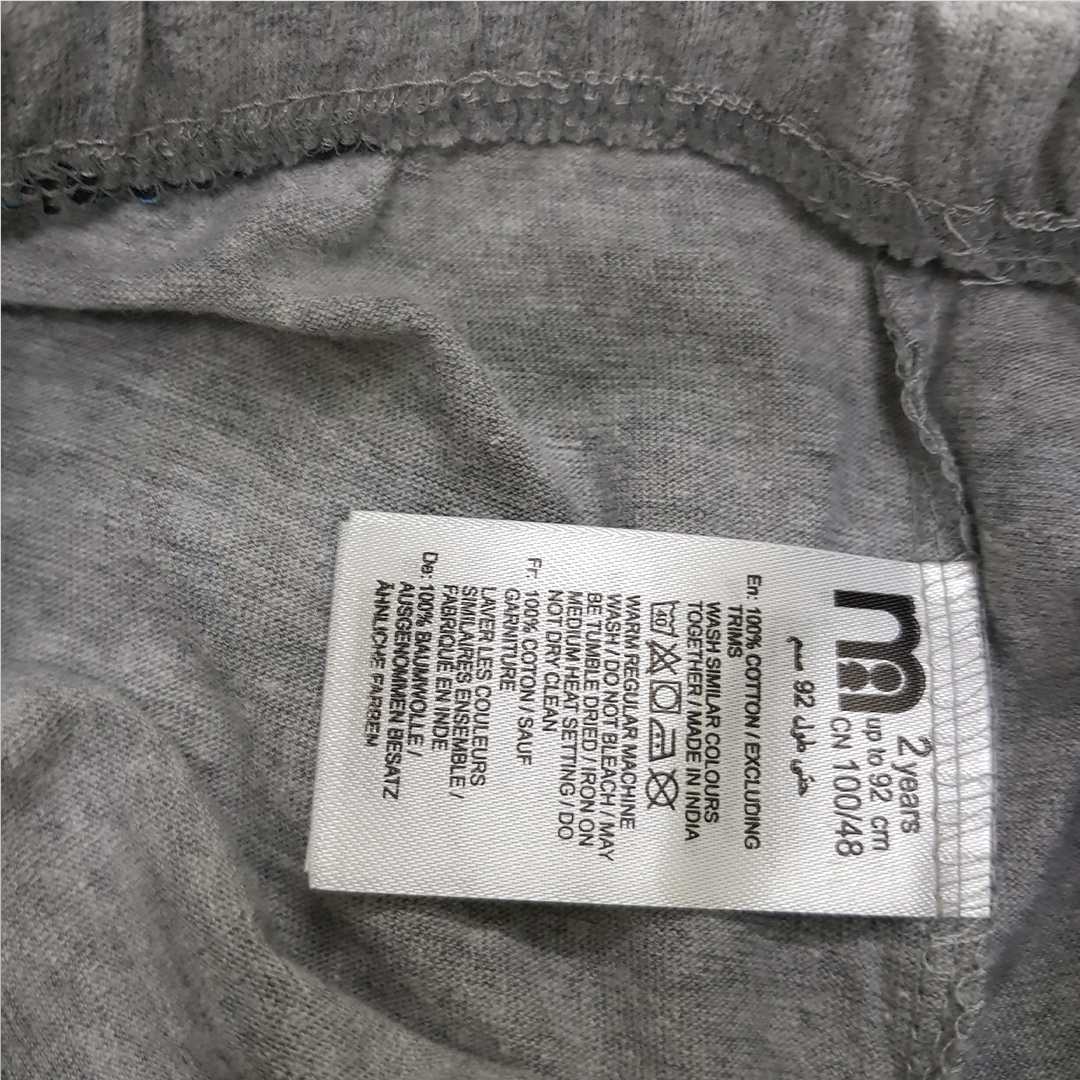 2 years
up to 92 cm
CN 100/48
حتى طول 92 سم
En: 100% COTTON / EXCLUDING
TRIMS
WASH SIMILAR COLOURS
TOGETHER / MADE IN INDIA
40
WARM REGULAR MACHINE
WASH / DO NOT BLEACH / MAY
BE TUMBLE DRIED / IRON ON
MEDIUM HEAT SETTING / DO
NOT DRY CLEAN
Fr: 100% COTON / SAUF
GARNITURE
LAVER LES COULEURS
SIMILAIRES ENSEMBLE /
FABRIQUÉ EN INDE
De: 100% BAUMWOLLE /
AUSGENOMMEN BESATZ
ÄHNLICHE FARBEM